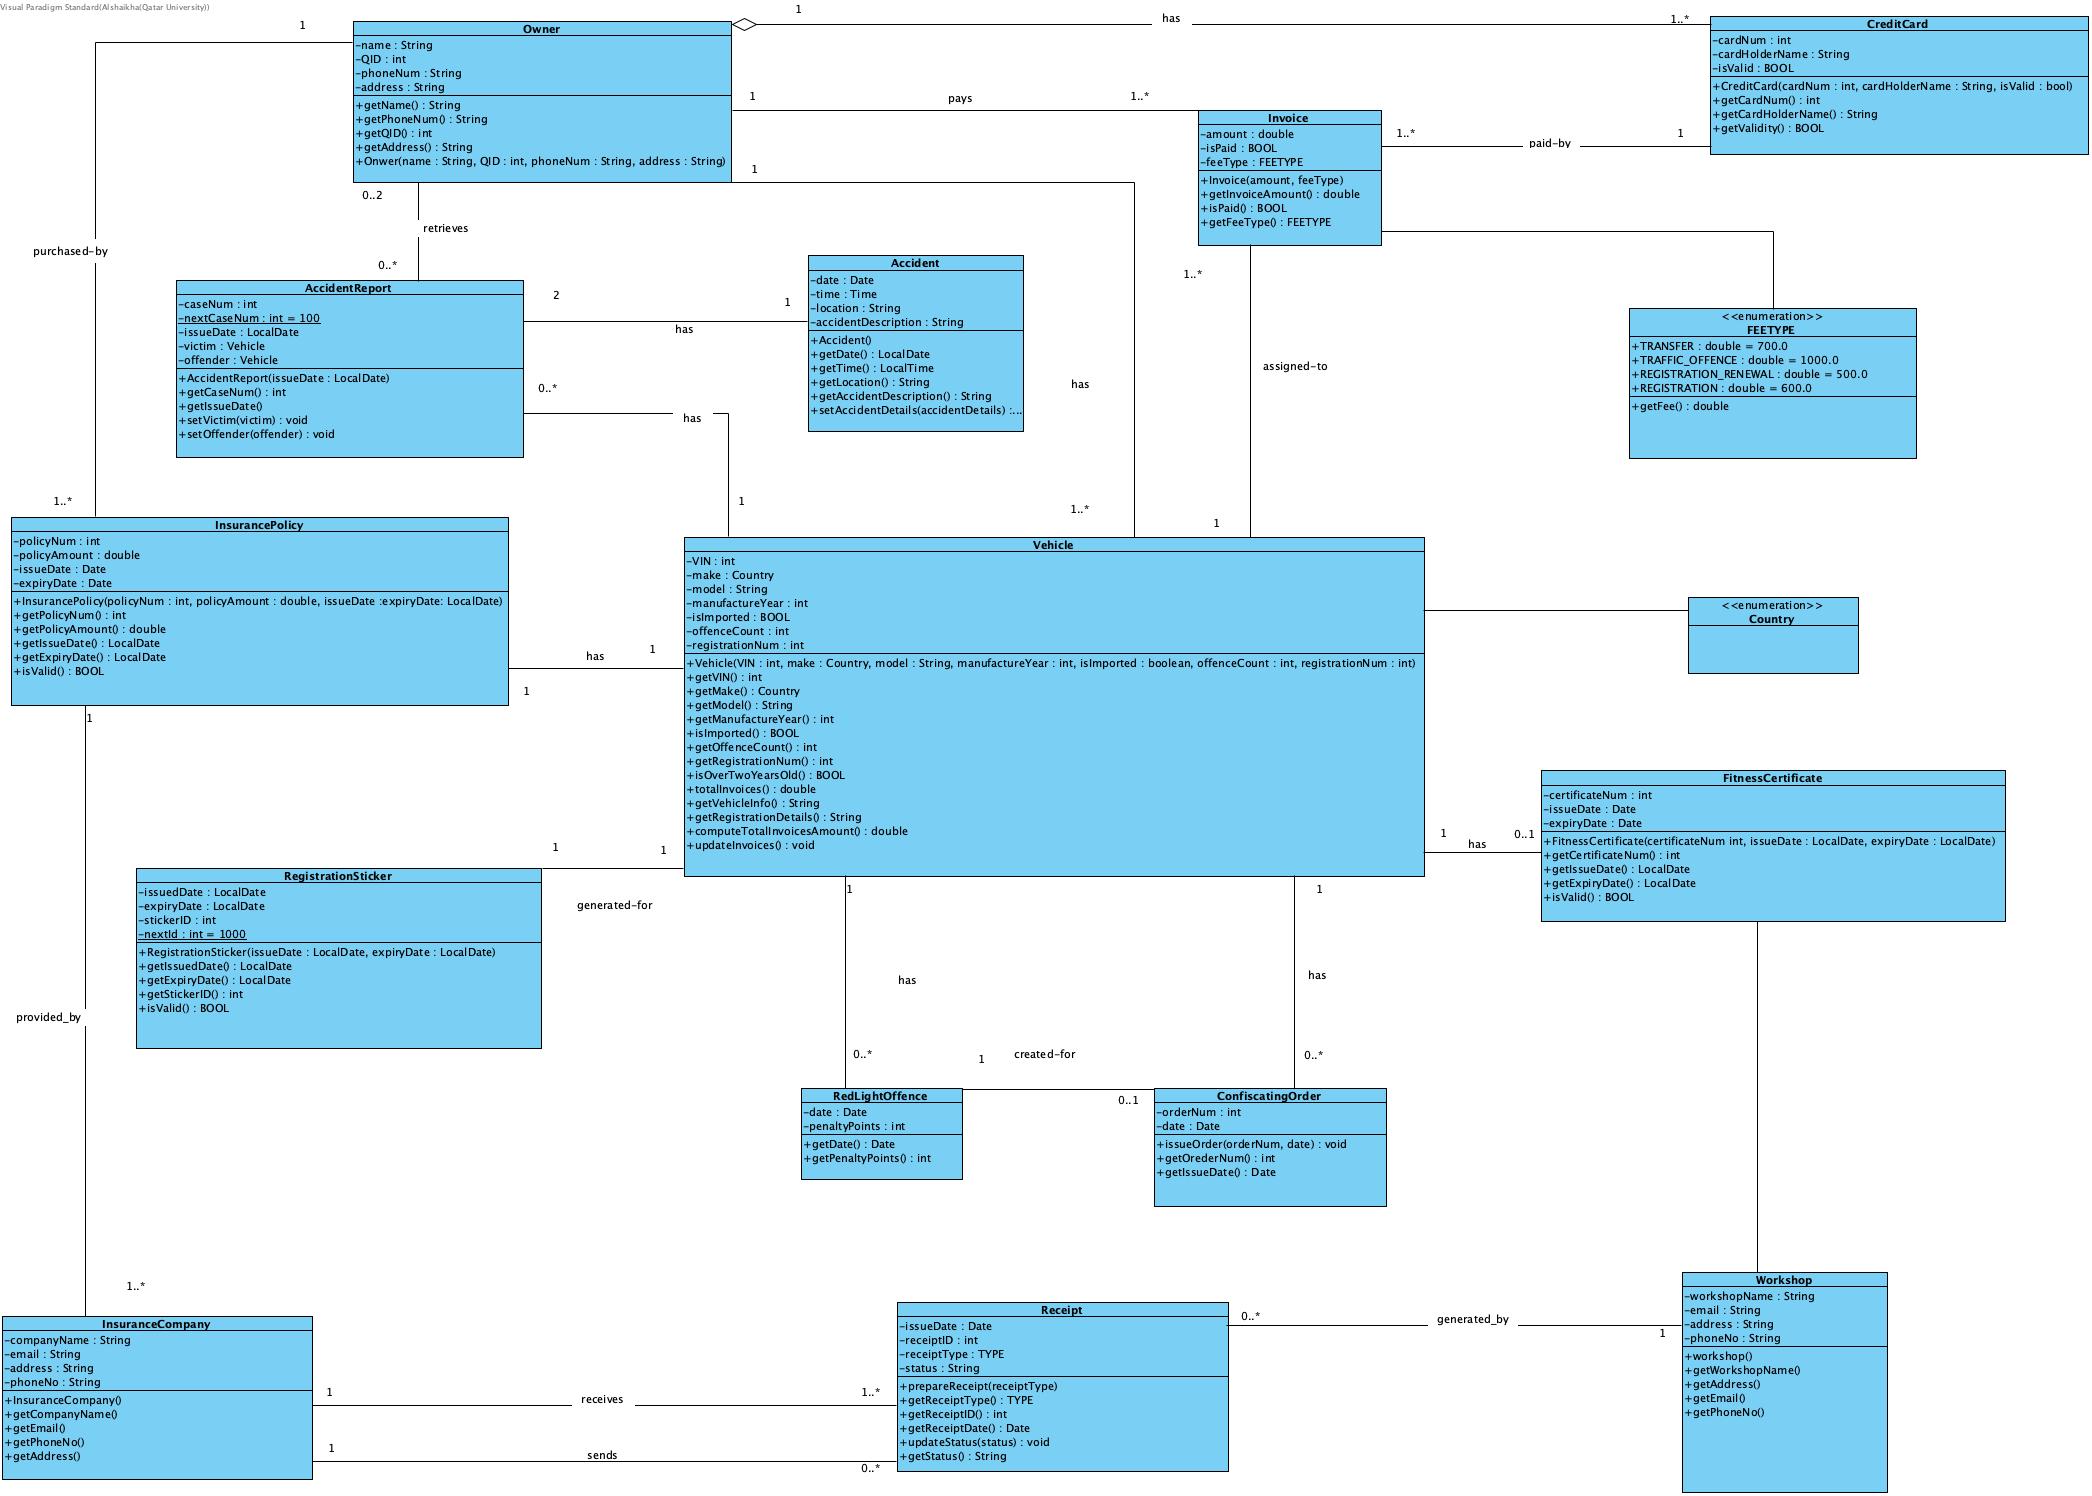 Visual Paradigm Standard(Alshaikha(Qatar University))
1
has
1..*
1
Owner
-name : String
-QID : int
-phoneNum : String
-address : String
+getName() : String
+getPhoneNum() : String
+getQID() : int
+getAddress() : String
+Onwer(name : String, QID : int, phoneNum : String, address : String)
CreditCard
-cardNum : int
-cardHolderName : String
-isValid : BOOL
+CreditCard(cardNum : int, cardHolderName : String, isValid : bool)
+getCardNum() : int
+getCardHolderName() : String
+getValidity() : BOOL
1
pays
1..*
Invoice
-amount : double
-isPaid : BOOL
-feeType : FEETYPE
+Invoice(amount, feeType)
+getInvoiceAmount() : double
+isPaid() : BOOL
+getFeeType() : FEETYPE
1..*
paid-by
1
1
0..2
retrieves
0..*
purchased-by
1..*
AccidentReport
-caseNum : int
-nextCaseNum : int = 100
-issueDate : LocalDate
-victim : Vehicle
-offender : Vehicle
+AccidentReport(issueDate : LocalDate)
+getCaseNum() : int
+getIssueDate()
+setVictim(victim) : void
+setOffender(offender) : void
2
has
1
Accident
-date : Date
-time : Time
-location : String
-accidentDescription : String
+Accident()
+getDate() : LocalDate
+getTime() : LocalTime
+getLocation() : String
+getAccidentDescription() : String
+setAccidentDetails(accidentDetails) :...
0..*
has
1
has
1..*
1..*
assigned-to
1
<<enumeration>>
FEETYPE
+TRANSFER : double = 700.0
+TRAFFIC_OFFENCE : double = 1000.0
+REGISTRATION_RENEWAL : double = 500.0
+REGISTRATION : double = 600.0
+getFee() : double
InsurancePolicy
-policyNum : int
-policyAmount : double
-issueDate : Date
-expiryDate : Date
+InsurancePolicy(policyNum : int, policyAmount : double, issueDate :expiryDate: LocalDate)
+getPolicyNum() : int
+getPolicyAmount() : double
+getIssueDate() : LocalDate
+getExpiryDate() : LocalDate
+isValid() : BOOL
has
1
1
1
Vehicle
-VIN : int
-make : Country
-model : String
-manufactureYear : int
-isImported : BOOL
-offenceCount : int
-registrationNum : int
+Vehicle(VIN : int, make : Country, model : String, manufactureYear : int, isImported : boolean, offenceCount : int, registrationNum : int)
+getVIN() : int
+getMake() : Country
+getModel() : String
+getManufactureYear() : int
+isImported() : BOOL
+getOffenceCount() : int
+getRegistrationNum() : int
+isOverTwoYearsOld() : BOOL
+totalInvoices() : double
+getVehicleInfo() : String
+getRegistrationDetails() : String
+computeTotalInvoicesAmount() : double
+updateInvoices() : void
<<enumeration>>
Country
1
has
0..1
FitnessCertificate
-certificateNum : int
-issueDate : Date
-expiryDate : Date
+FitnessCertificate(certificateNum int, issueDate : LocalDate, expiryDate : LocalDate)
+getCertificateNum() : int
+getIssueDate() : LocalDate
+getExpiryDate() : LocalDate
+isValid() : BOOL
1
1
generated-for
RegistrationSticker
-issuedDate : LocalDate
-expiryDate : LocalDate
-stickerID : int
-nextId : int = 1000
+RegistrationSticker(issueDate : LocalDate, expiryDate : LocalDate)
+getIssuedDate() : LocalDate
+getExpiryDate() : LocalDate
+getStickerID() : int
+isValid() : BOOL
1
has
0..*
1
has
0..*
1
created-for
0..1
provided_by
RedLightOffence
-date : Date
-penaltyPoints : int
+getDate() : Date
+getPenaltyPoints() : int
ConfiscatingOrder
-orderNum : int
-date : Date
+issueOrder(orderNum, date) : void
+getOrederNum() : int
+getIssueDate() : Date
1..*
InsuranceCompany
-companyName : String
-email : String
-address : String
-phoneNo : String
+InsuranceCompany()
+getCompanyName()
+getEmail()
+getPhoneNo()
+getAddress()
1
receives
1..*
1
sends
0..*
Receipt
-issueDate : Date
-receiptID : int
-receiptType : TYPE
-status : String
+prepareReceipt(receiptType)
+getReceiptType() : TYPE
+getReceiptID() : int
+getReceiptDate() : Date
+updateStatus(status) : void
+getStatus() : String
0..*
generated_by
1
Workshop
-workshopName : String
-email : String
-address : String
-phoneNo : String
+workshop()
+getWorkshopName()
+getAddress()
+getEmail()
+getPhoneNo()